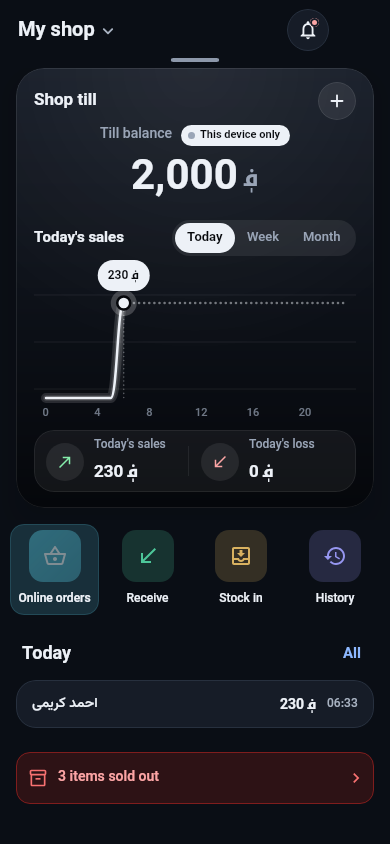 My shop
Shop till
Till balance This device only
2,000 ؋
Today's sales Today Week Month
230 ؋
0 4 8 12 16 20
Today's sales
230 ؋
Today's loss
0 ؋
Online orders Receive Stock in History
Today All
احمد کریمی 230 ؋ 06:33
3 items sold out